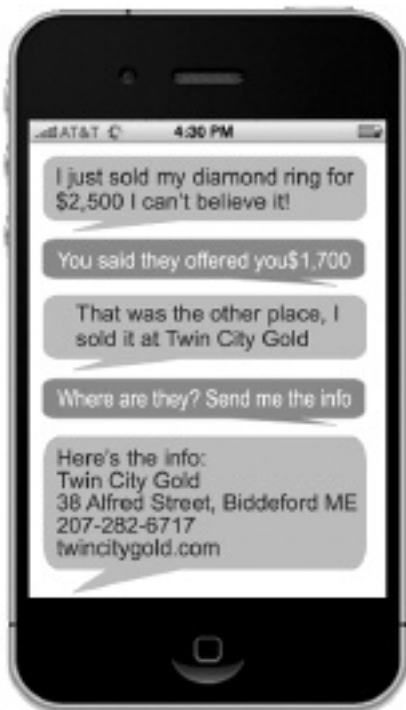 AT&T 4:30 PM
I just sold my diamond ring for
$2,500 I can't believe it!
You said they offered you$1,700
That was the other place, I
sold it at Twin City Gold
Where are they? Send me the info
Here's the info:
Twin City Gold
38 Alfred Street, Biddeford ME
207-282-6717
twincitygold.com